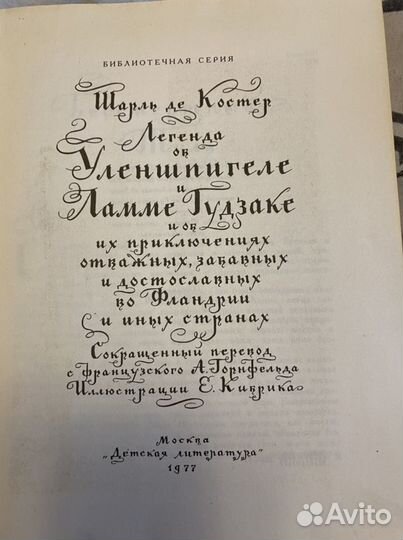 БИБЛИОТЕЧНАЯ СЕРИЯ
Шарль де Костер
Легенда
об
Уленшпигеле
и
Ламме Гудзаке
и об
их приключениях
отважных, забавных
и достославных
во Фландрии
и иных странах
Сокращенный перевод
с французского А. Горнфельда
Иллюстрации Е. Кибрика
Москва
„Детская литература"
1977
Avito